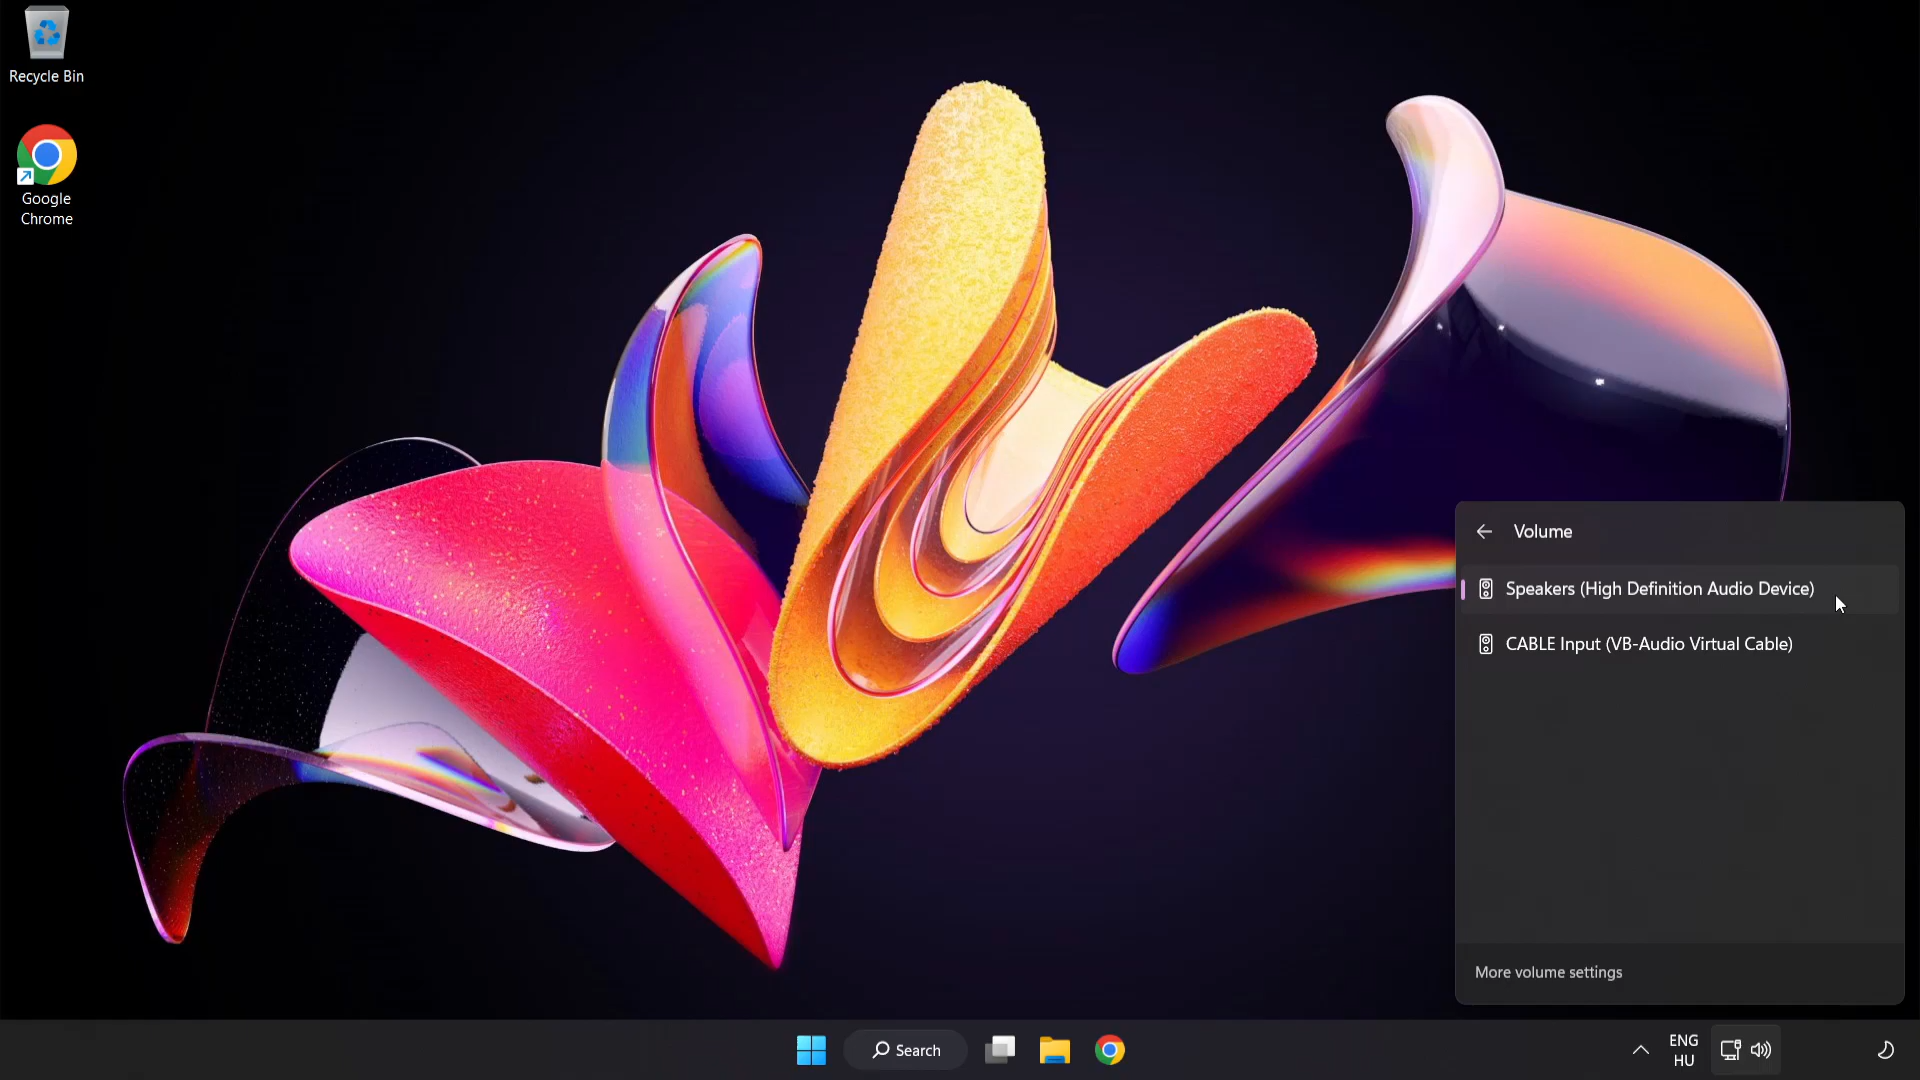 Recycle Bin
Google
Chrome
Volume
Speakers (High Definition Audio Device)
CABLE Input (VB-Audio Virtual Cable)
More volume settings
Search
ENG
HU